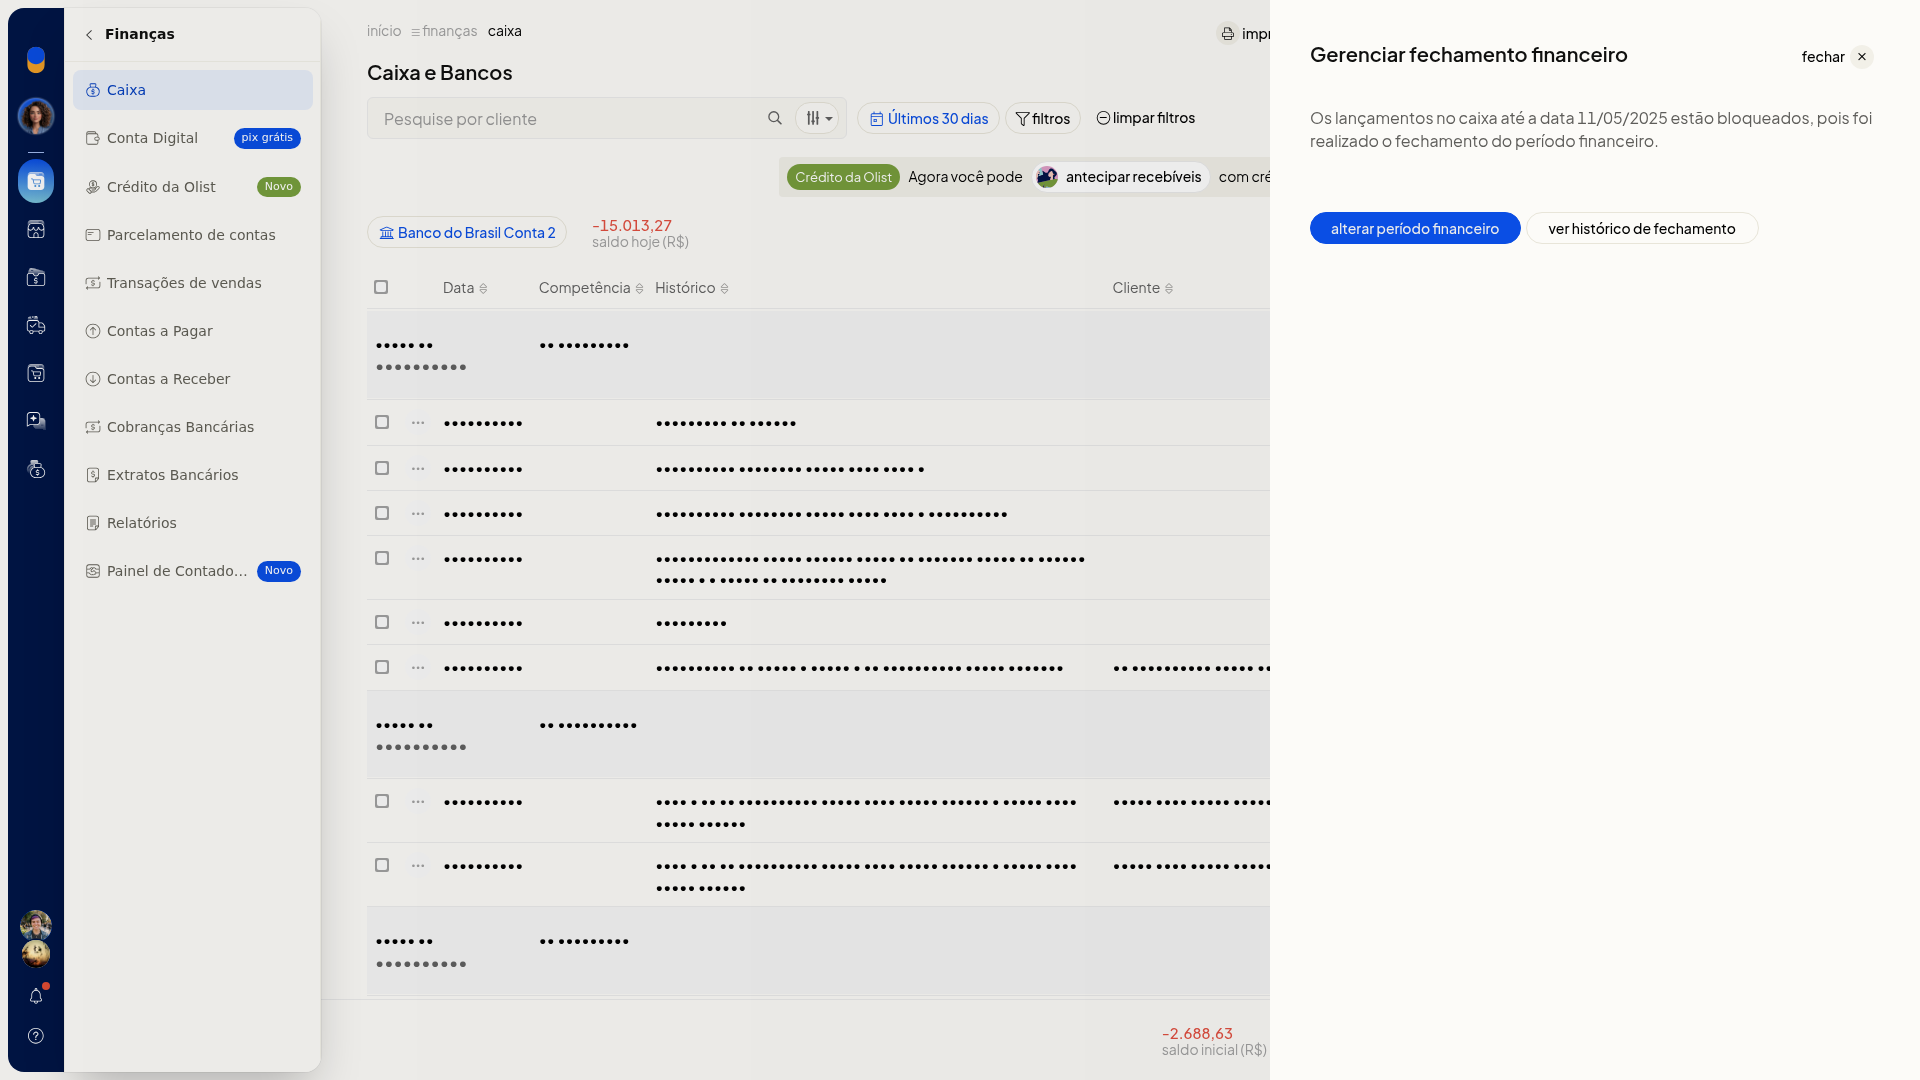 Finanças
Caixa
Conta Digital
pix grátis
Crédito da Olist
Novo
Parcelamento de contas
Transações de vendas
Contas a Pagar
Contas a Receber
Cobranças Bancárias
Extratos Bancários
Relatórios
Painel de Contado...
Novo
início
finanças
caixa
impr
Caixa e Bancos
Pesquise por cliente
Últimos 30 dias
filtros
limpar filtros
Crédito da Olist
Agora você pode
antecipar recebíveis
com cré
Banco do Brasil Conta 2
-15.013,27
saldo hoje (R$)
Data
Competência
Histórico
Cliente
-2.688,63
saldo inicial (R$)
Gerenciar fechamento financeiro
fechar
Os lançamentos no caixa até a data 11/05/2025 estão bloqueados, pois foi
realizado o fechamento do período financeiro.
alterar período financeiro
ver histórico de fechamento